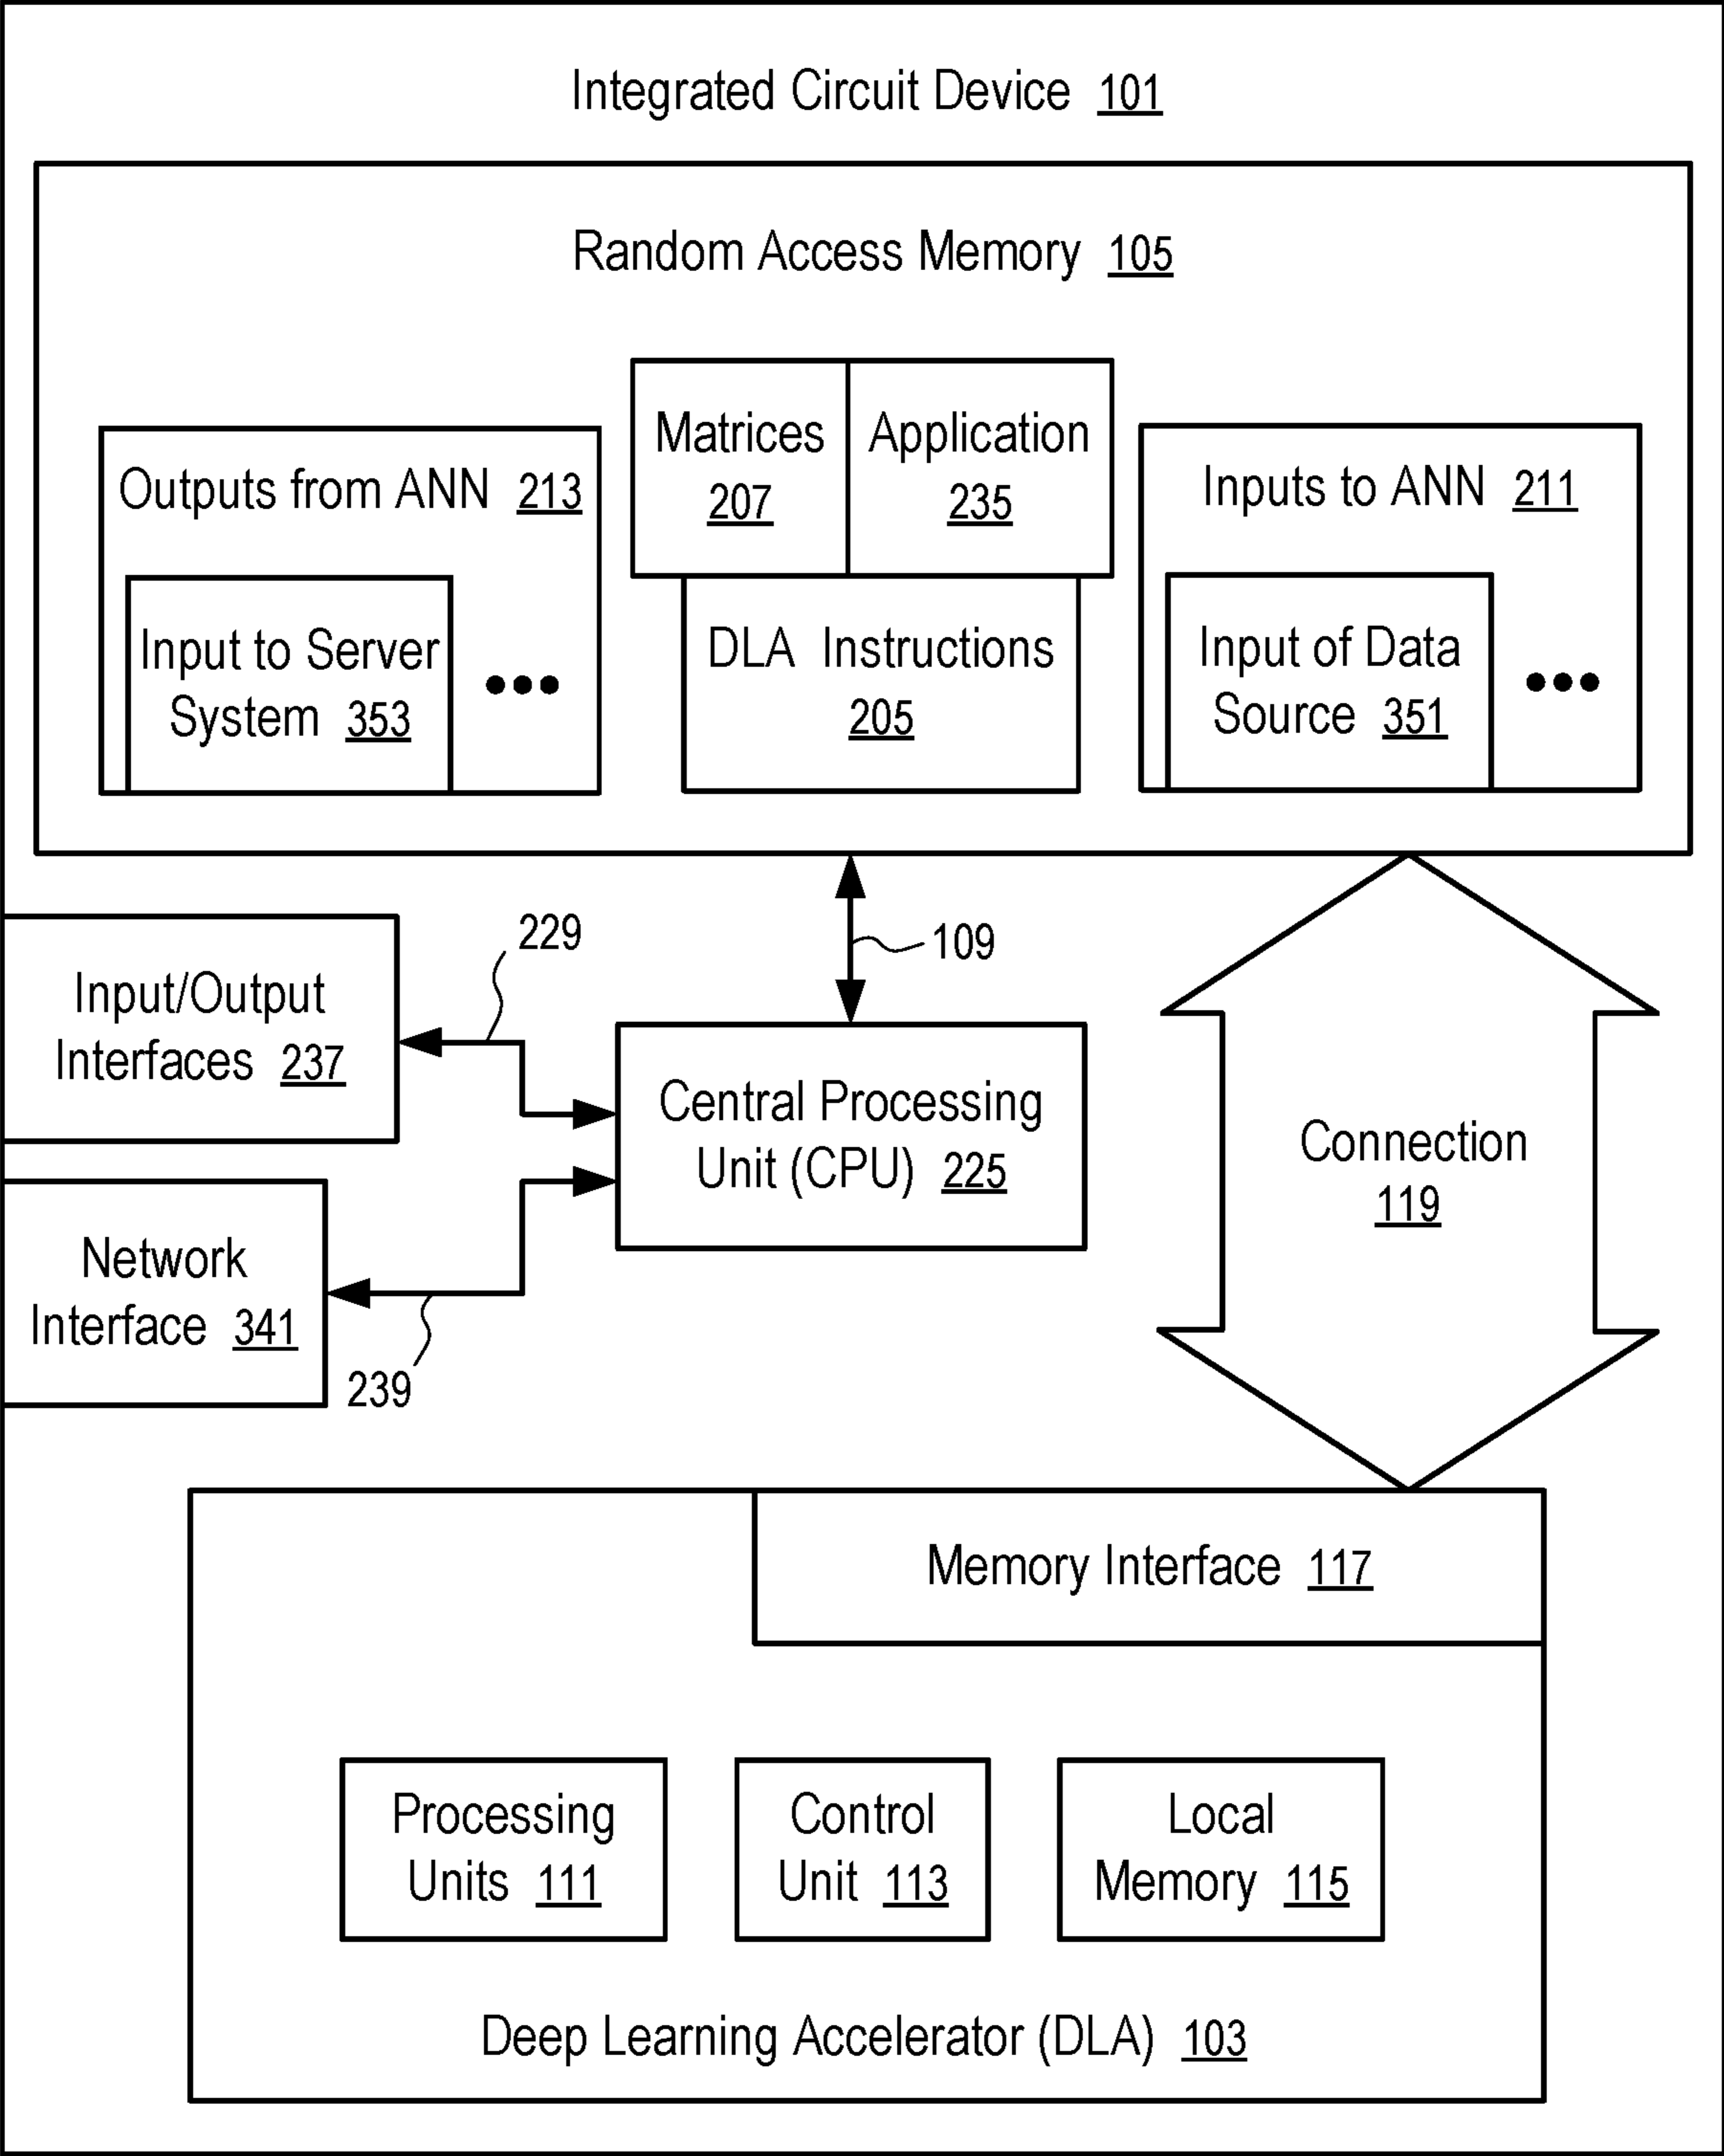 Integrated Circuit Device 101
Random Access Memory 105
Outputs from ANN 213
Input to Server
System 353
Matrices
207
Application
235
DLA Instructions
205
Inputs to ANN 211
Input of Data
Source 351
109
229
Input/Output
Interfaces 237
Central Processing
Unit (CPU) 225
Connection
119
Network
Interface 341
239
Memory Interface 117
Processing
Units 111
Control
Unit 113
Local
Memory 115
Deep Learning Accelerator (DLA) 103